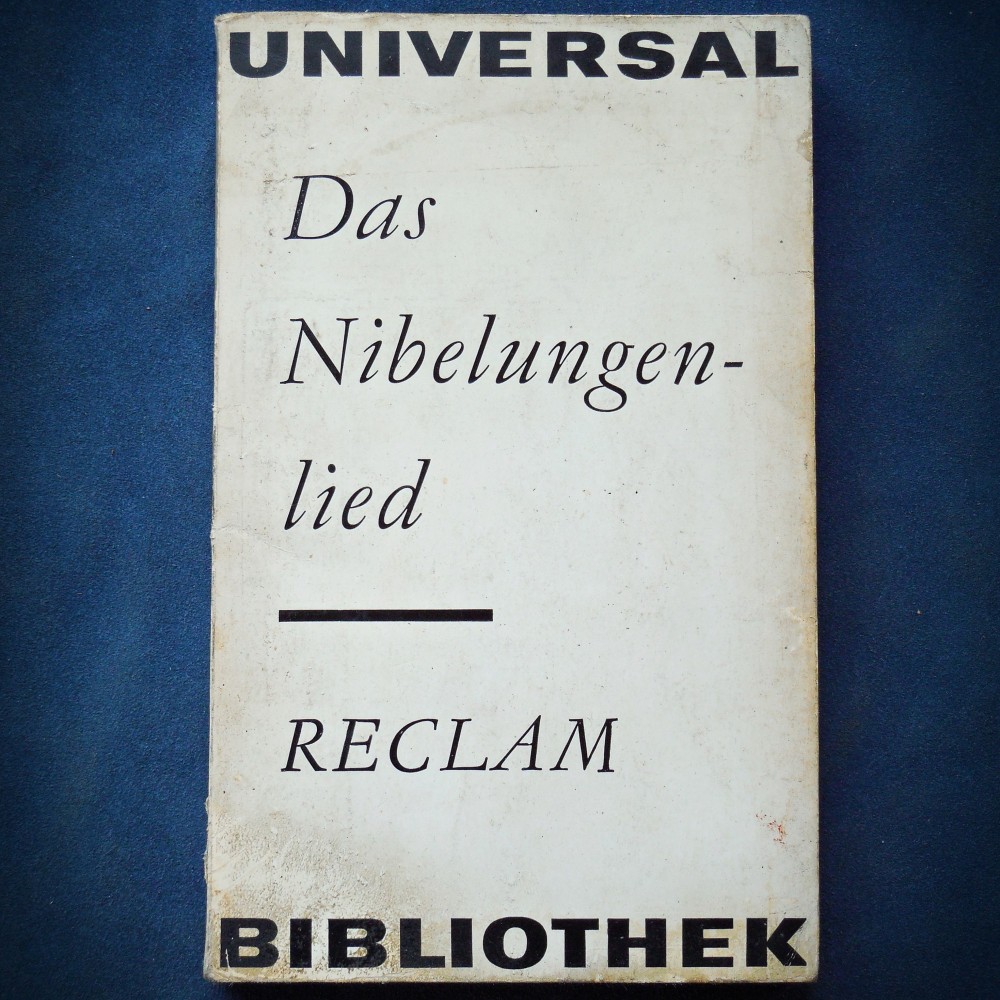 UNIVERSAL
Das
Nibelungen-
lied
RECLAM
BIBLIOTHEK